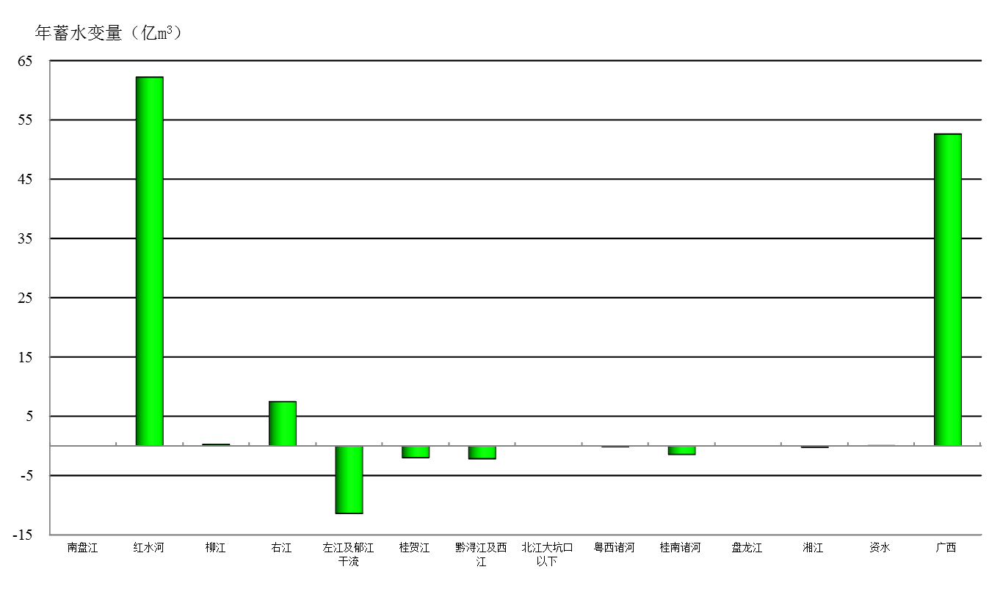 年蓄水变量（亿m³）
65
55
45
35
25
15
5
-5
-15
南盘江
红水河
柳江
右江
左江及郁江
干流
桂贺江
黔浔江及西
江
北江大坑口
以下
粤西诸河
桂南诸河
盘龙江
湘江
资水
广西